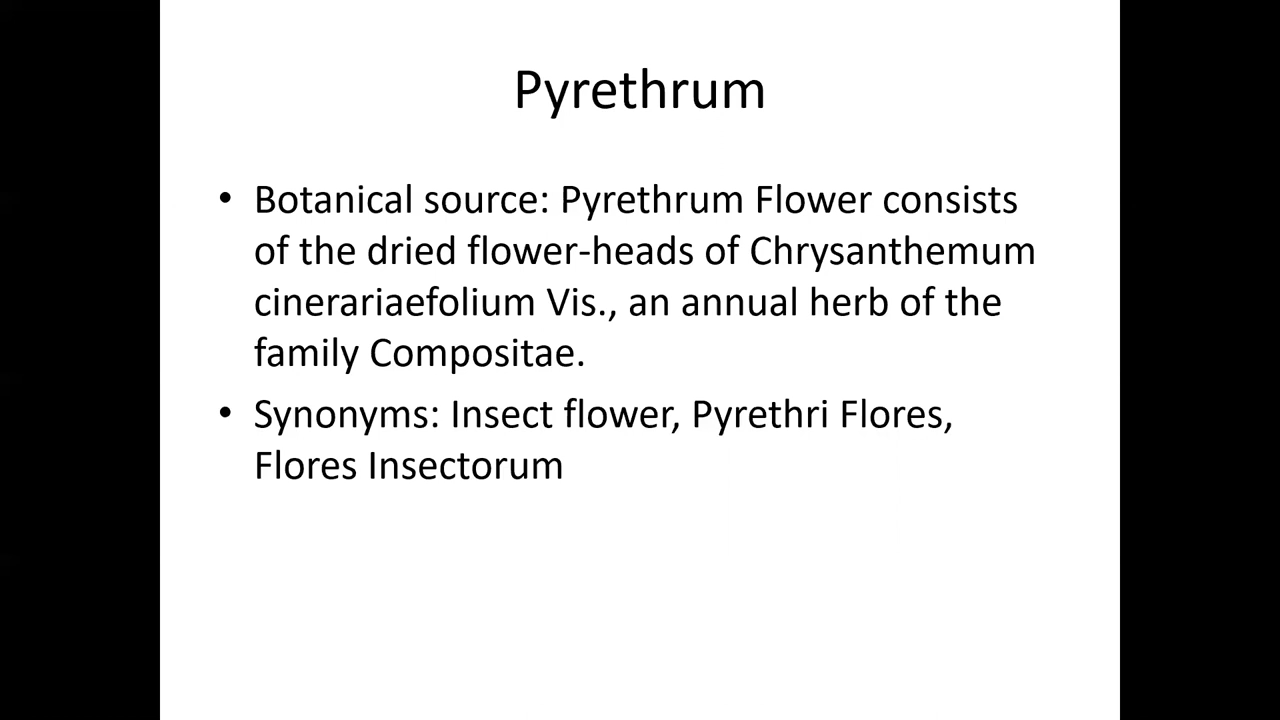 Pyrethrum
• Botanical source: Pyrethrum Flower consists
of the dried flower-heads of Chrysanthemum
cinerariaefolium Vis., an annual herb of the
family Compositae.
• Synonyms: Insect flower, Pyrethri Flores,
Flores Insectorum